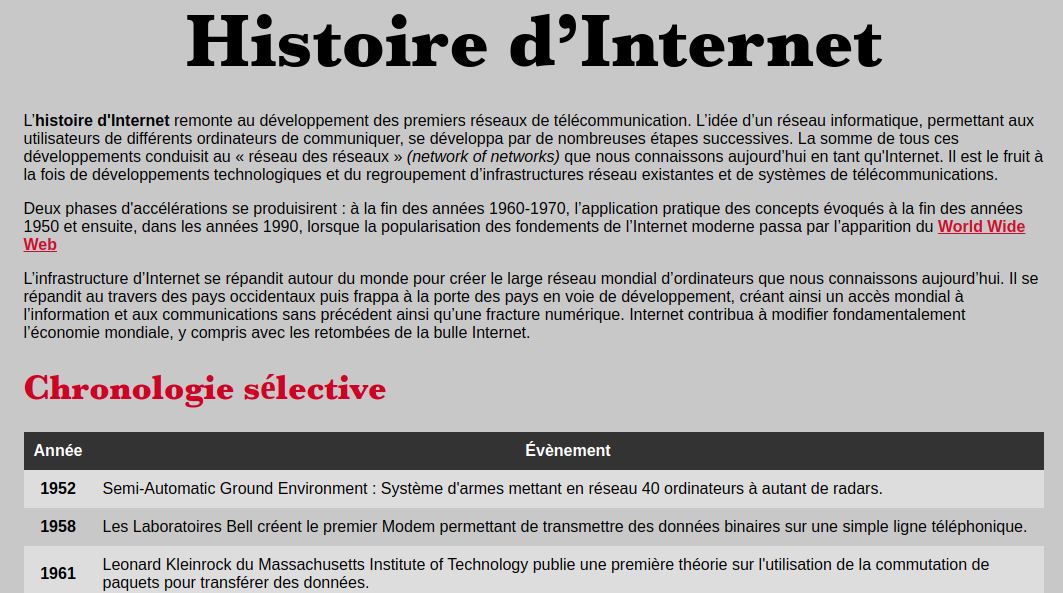 Histoire d’Internet
L’histoire d'Internet remonte au développement des premiers réseaux de télécommunication. L’idée d’un réseau informatique, permettant aux
utilisateurs de différents ordinateurs de communiquer, se développa par de nombreuses étapes successives. La somme de tous ces
développements conduisit au « réseau des réseaux » (network of networks) que nous connaissons aujourd’hui en tant qu'Internet. Il est le fruit à
la fois de développements technologiques et du regroupement d’infrastructures réseau existantes et de systèmes de télécommunications.
Deux phases d'accélérations se produisirent : à la fin des années 1960-1970, l’application pratique des concepts évoqués à la fin des années
1950 et ensuite, dans les années 1990, lorsque la popularisation des fondements de l’Internet moderne passa par l’apparition du World Wide
Web
L’infrastructure d’Internet se répandit autour du monde pour créer le large réseau mondial d’ordinateurs que nous connaissons aujourd’hui. Il se
répandit au travers des pays occidentaux puis frappa à la porte des pays en voie de développement, créant ainsi un accès mondial à
l’information et aux communications sans précédent ainsi qu’une fracture numérique. Internet contribua à modifier fondamentalement
l’économie mondiale, y compris avec les retombées de la bulle Internet.
Chronologie sélective
Année Évènement
1952 Semi-Automatic Ground Environment : Système d'armes mettant en réseau 40 ordinateurs à autant de radars.
1958 Les Laboratoires Bell créent le premier Modem permettant de transmettre des données binaires sur une simple ligne téléphonique.
1961 Leonard Kleinrock du Massachusetts Institute of Technology publie une première théorie sur l'utilisation de la commutation de
paquets pour transférer des données.